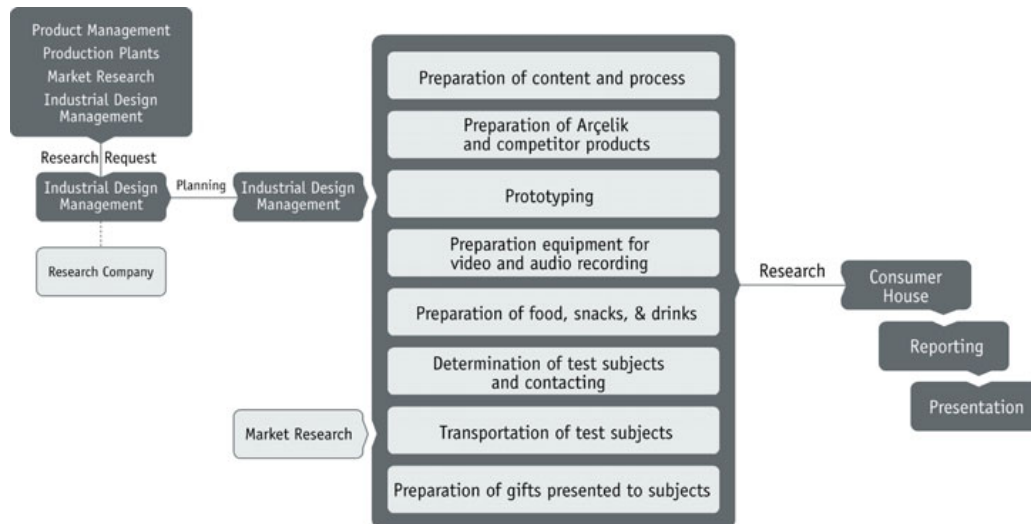 Product Management
Production Plants
Market Research
Industrial Design
Management
Research Request
Industrial Design
Management
Planning
Industrial Design
Management
Research Company
Market Research
Preparation of content and process
Preparation of Arçelik
and competitor products
Prototyping
Preparation equipment for
video and audio recording
Preparation of food, snacks, & drinks
Determination of test subjects
and contacting
Transportation of test subjects
Preparation of gifts presented to subjects
Research
Consumer
House
Reporting
Presentation